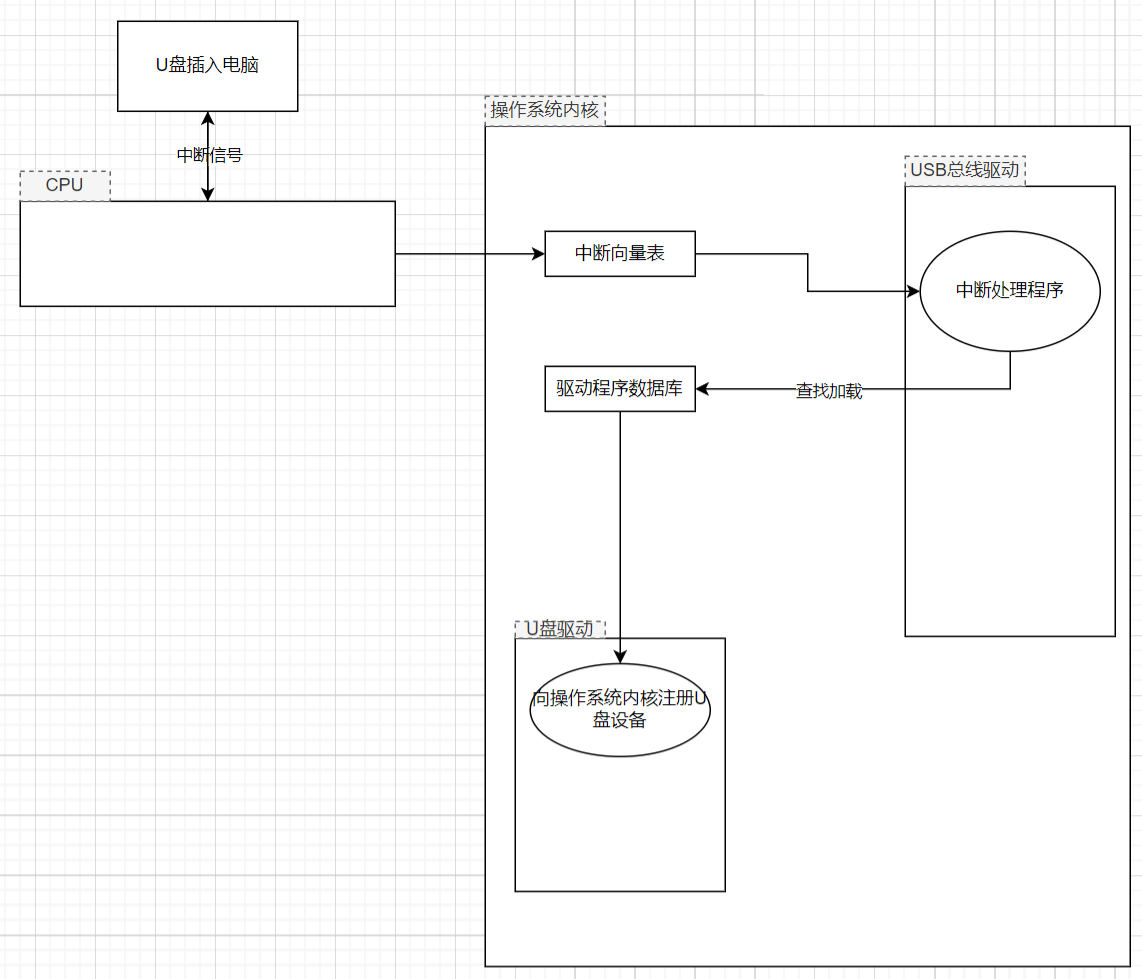 U盘插入电脑
中断信号
CPU
操作系统内核
USB总线驱动
中断向量表
中断处理程序
驱动程序数据库
查找加载
U盘驱动
向操作系统内核注册U
盘设备